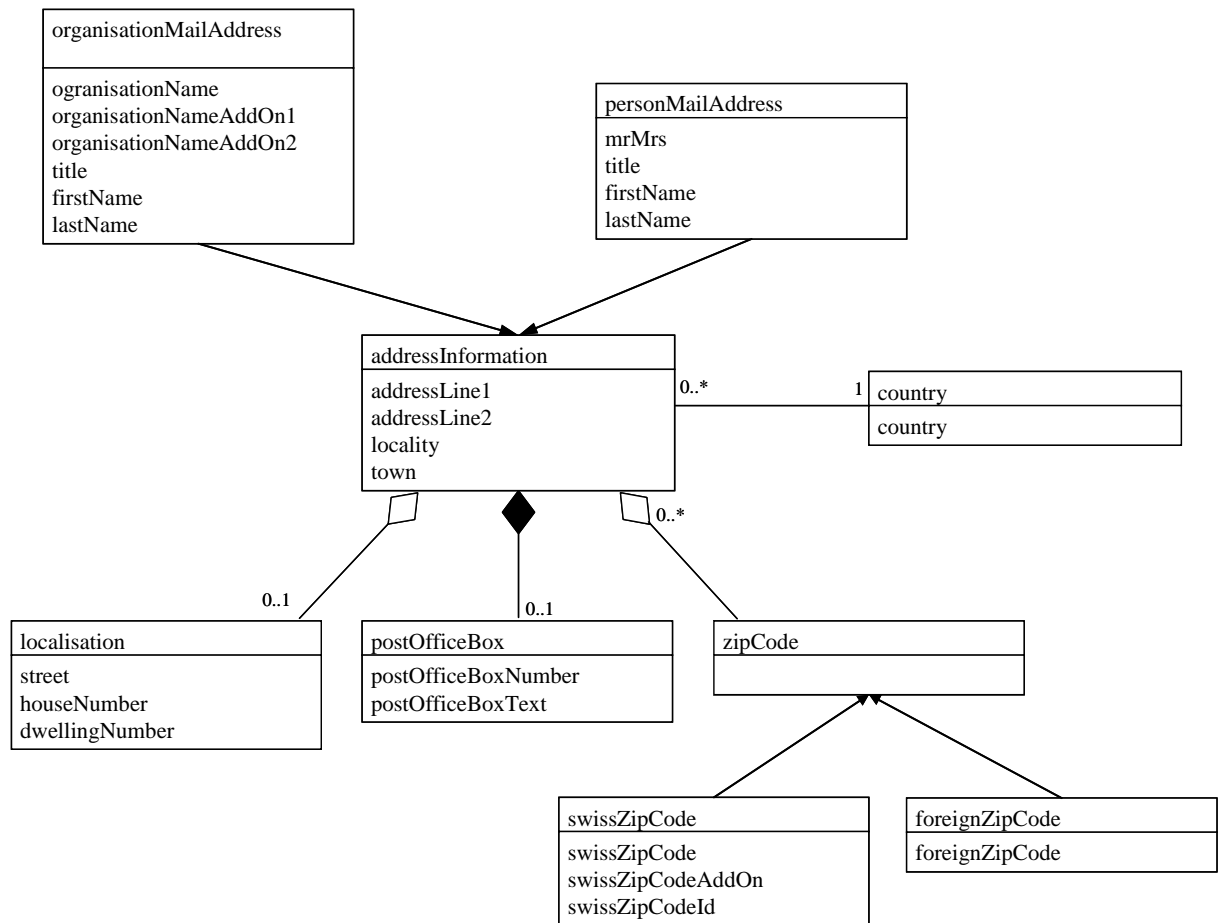 organisationMailAddress
ogranisationName
organisationNameAddOn1
organisationNameAddOn2
title
firstName
lastName
personMailAddress
mrMrs
title
firstName
lastName
addressInformation
addressLine1
addressLine2
locality
town
0..*
1
country
country
0..*
0..1
0..1
localisation
street
houseNumber
dwellingNumber
postOfficeBox
postOfficeBoxNumber
postOfficeBoxText
zipCode
swissZipCode
swissZipCode
swissZipCodeAddOn
swissZipCodeId
foreignZipCode
foreignZipCode